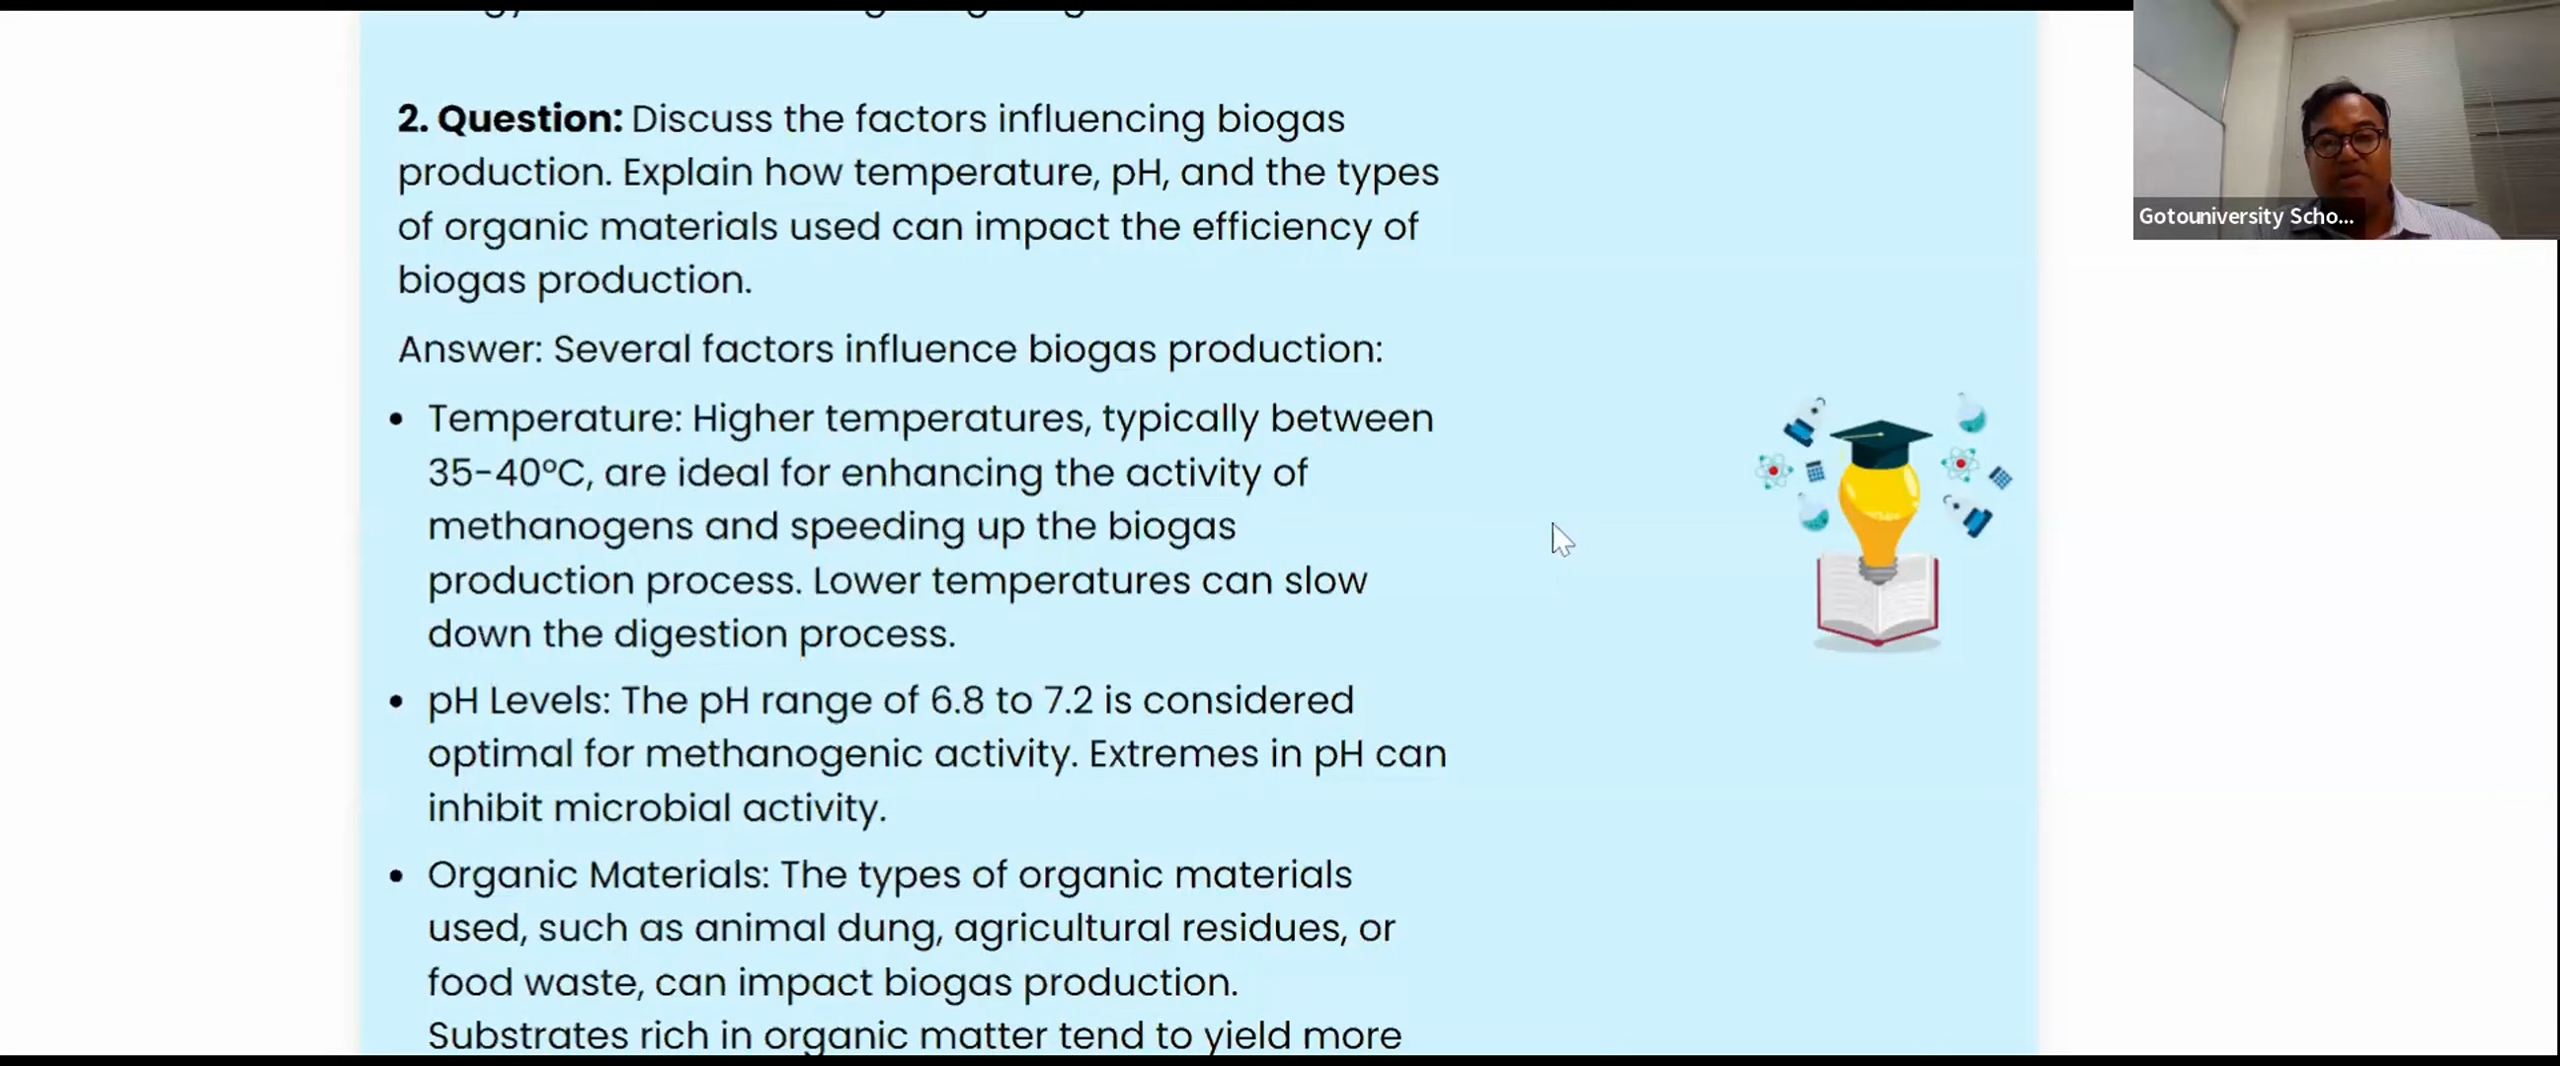 2. Question: Discuss the factors influencing biogas
production. Explain how temperature, pH, and the types
of organic materials used can impact the efficiency of
biogas production.
Answer: Several factors influence biogas production:
• Temperature: Higher temperatures, typically between
35-40°C, are ideal for enhancing the activity of
methanogens and speeding up the biogas
production process. Lower temperatures can slow
down the digestion process.
• pH Levels: The pH range of 6.8 to 7.2 is considered
optimal for methanogenic activity. Extremes in pH can
inhibit microbial activity.
• Organic Materials: The types of organic materials
used, such as animal dung, agricultural residues, or
food waste, can impact biogas production.
Substrates rich in organic matter tend to yield more
Gotouniversity Scho...